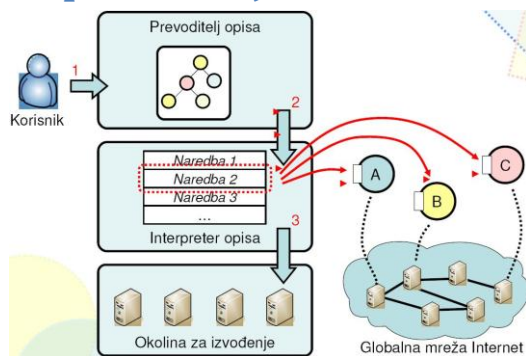 Prevoditelj opisa
1
Korisnik
2
Naredba 1
Naredba 2
Naredba 3
...
Interpreter opisa
A
B
C
3
Okolina za izvođenje
Globalna mreža Internet